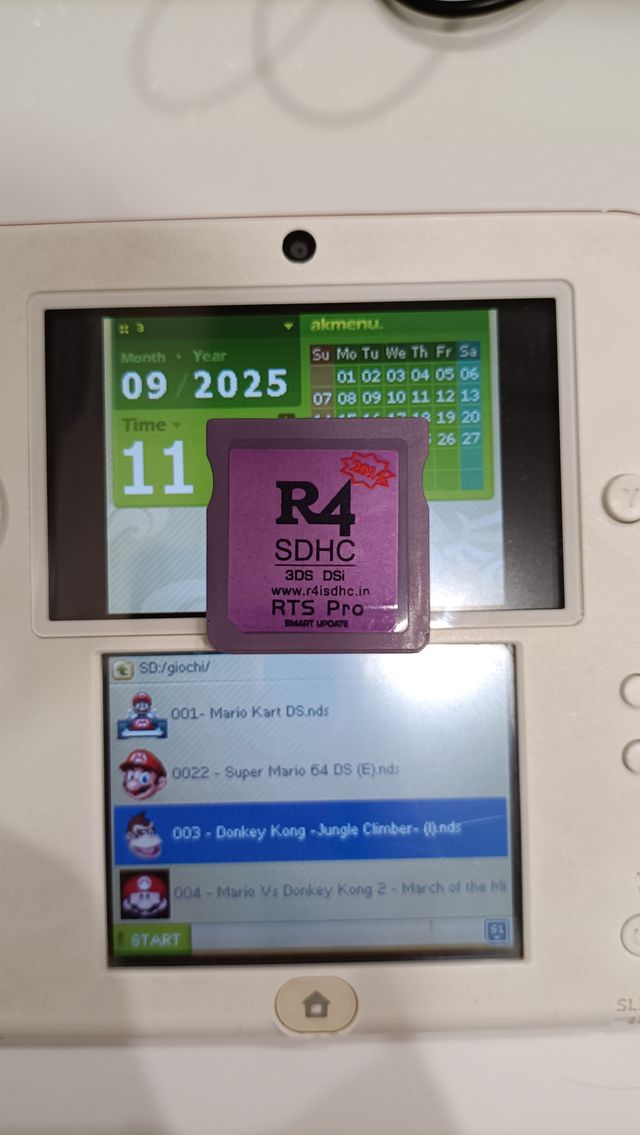 a
akmenu.
Month Year
09 / 2025
Su Mo Tu We Th Fr Sa
01 02 03 04 05 06
07 08 09 10 11 12 13
19 20
26 27
Time
11
2014
R4
SDHC
3DS DSi
www.r4isdhc.in
RTS Pro
SMART UPDATE
SD:/giochi/
001- Mario Kart DS.nds
0022 - Super Mario 64 DS (E).nds
003 - Donkey Kong -Jungle Climber- (I).nds
004 - Mario Vs Donkey Kong 2 - March of the Mi
START
Y